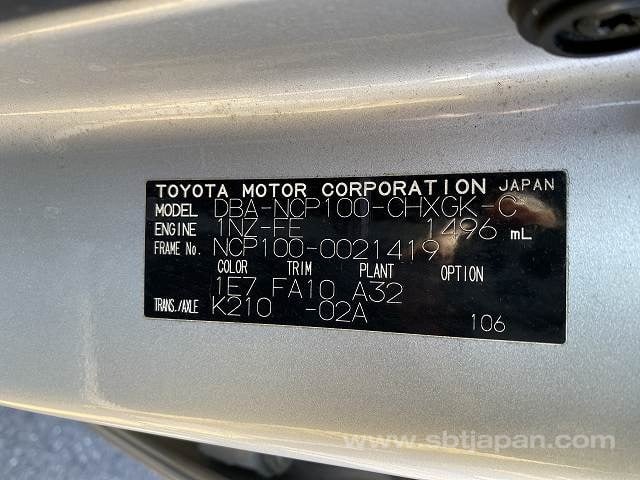 TOYOTA MOTOR CORPORATION JAPAN
MODEL DBA-NCP100-CHXGK-C*
ENGINE 1NZ-FE 1496 mL
FRAME No. NCP100-0021419
COLOR TRIM PLANT OPTION
1E7 FA10 A32
TRANS./AXLE K210 -02A
106
www.sbtjapan.com